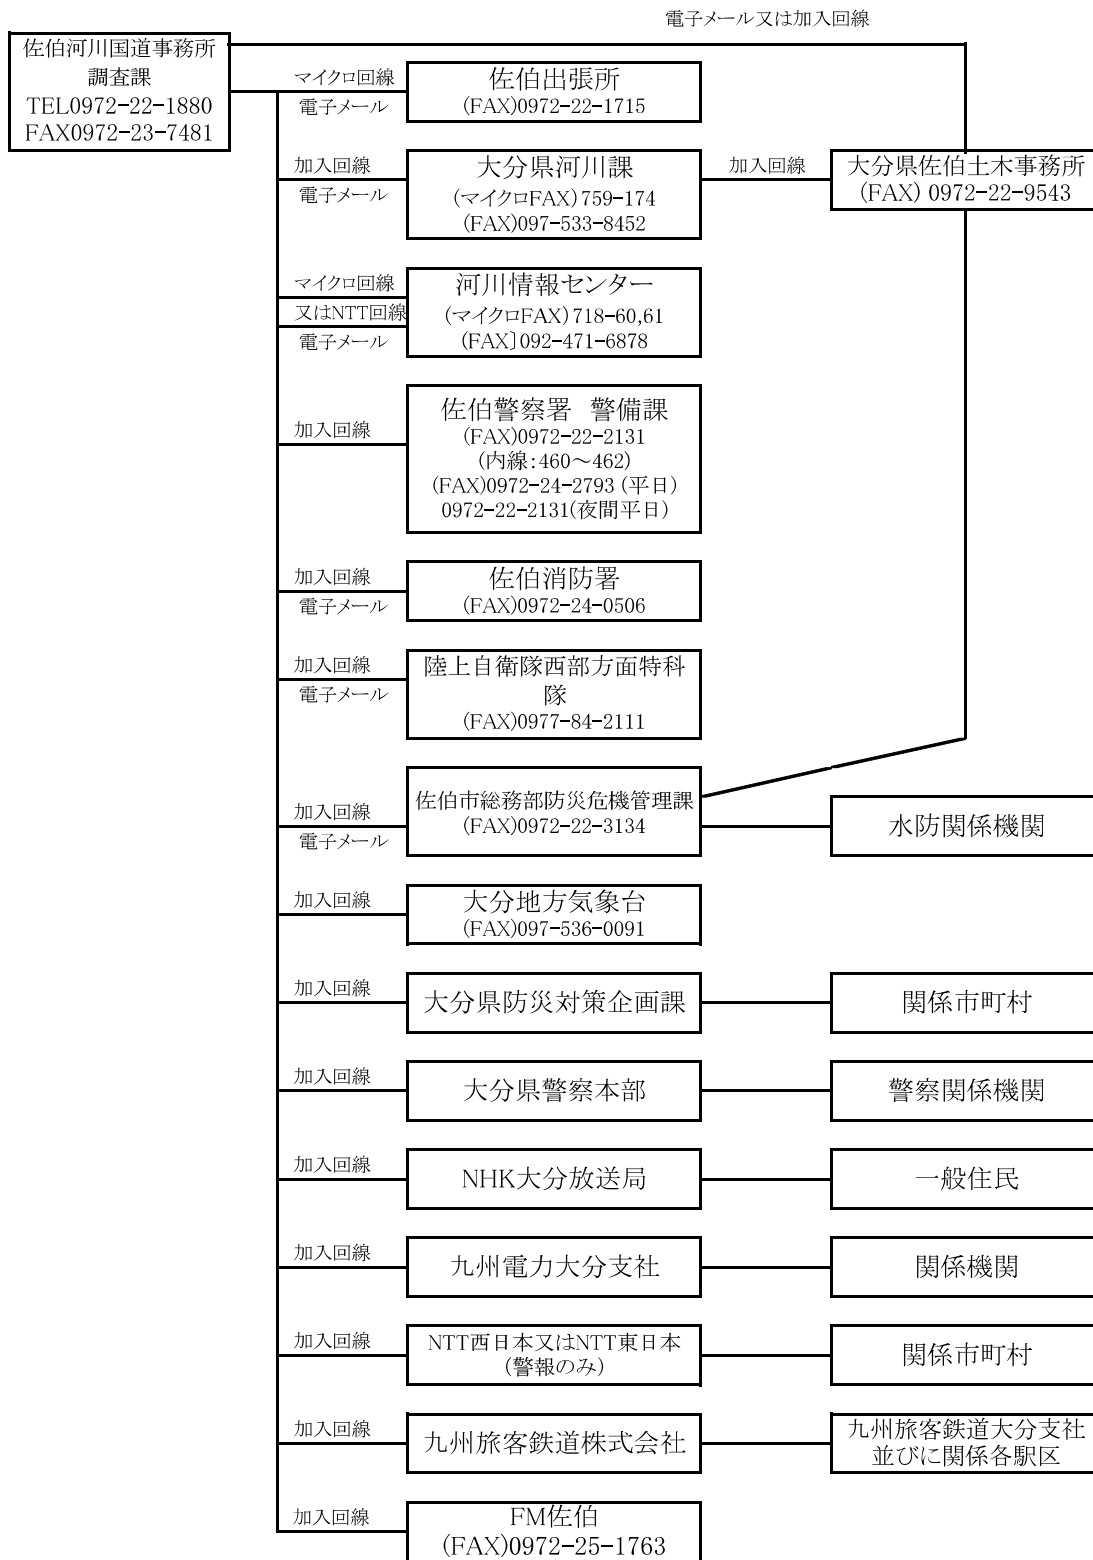 電子メール又は加入回線
佐伯河川国道事務所
調査課
TEL0972-22-1880
FAX0972-23-7481
マイクロ回線
電子メール
佐伯出張所
(FAX)0972-22-1715
加入回線
電子メール
大分県河川課
(マイクロFAX)759-174
(FAX)097-533-8452
加入回線
大分県佐伯土木事務所
(FAX) 0972-22-9543
マイクロ回線
又はNTT回線
電子メール
河川情報センター
(マイクロFAX)718-60,61
(FAX〕092-471-6878
加入回線
佐伯警察署 警備課
(FAX)0972-22-2131
(内線:460～462)
(FAX)0972-24-2793 (平日)
0972-22-2131(夜間平日)
加入回線
電子メール
佐伯消防署
(FAX)0972-24-0506
加入回線
電子メール
陸上自衛隊西部方面特科
隊
(FAX)0977-84-2111
加入回線
電子メール
佐伯市総務部防災危機管理課
(FAX)0972-22-3134
水防関係機関
加入回線
大分地方気象台
(FAX)097-536-0091
加入回線
大分県防災対策企画課
関係市町村
加入回線
大分県警察本部
警察関係機関
加入回線
NHK大分放送局
一般住民
加入回線
九州電力大分支社
関係機関
加入回線
NTT西日本又はNTT東日本
(警報のみ)
関係市町村
加入回線
九州旅客鉄道株式会社
九州旅客鉄道大分支社
並びに関係各駅区
加入回線
FM佐伯
(FAX)0972-25-1763